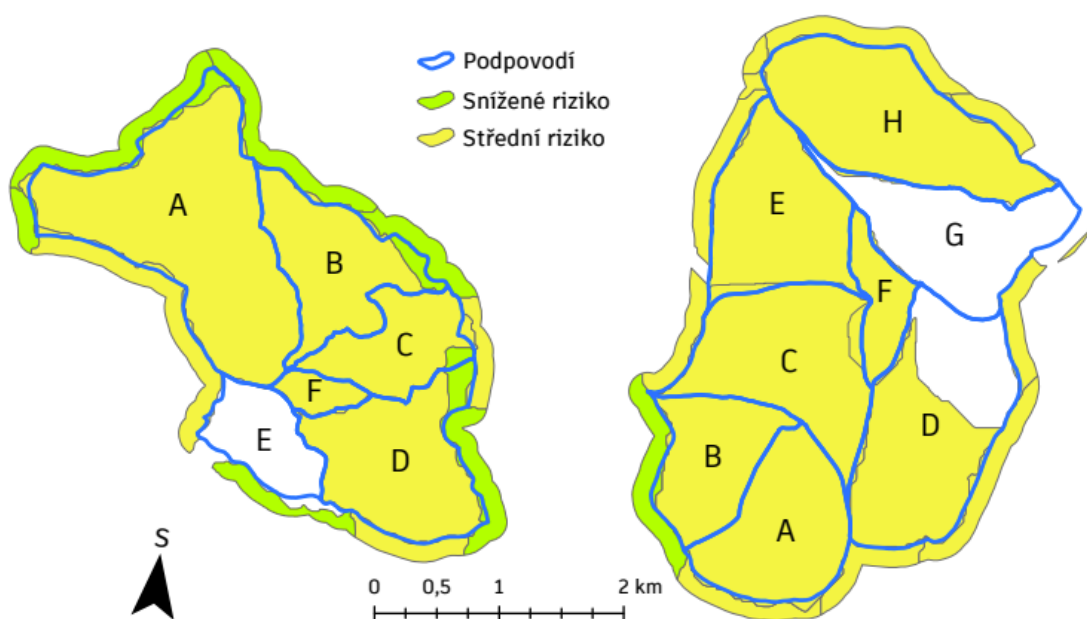 Podpovodí
Snížené riziko
Střední riziko
A
B
C
F
E
D
H
E
G
F
C
D
B
A
S
0 0,5 1 2 km